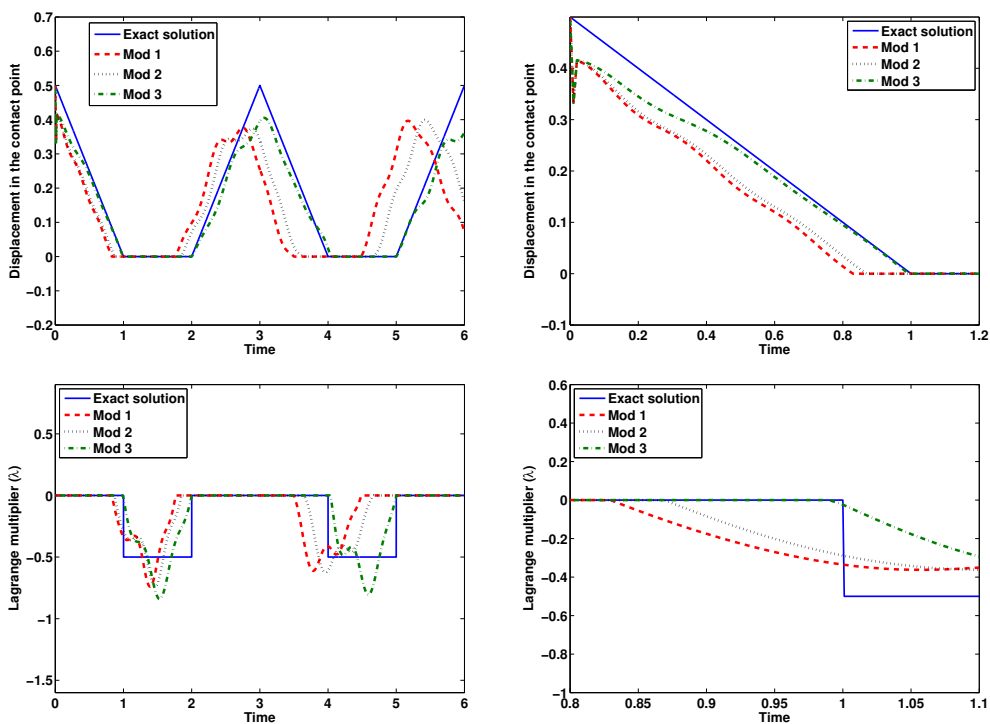 0.7
0.6
0.5
0.4
0.3
0.2
0.1
0
−0.1
−0.2
0 1 2 3 4 5 6
Time
Displacement in the contact point
Exact solution
Mod 1
Mod 2
Mod 3
0.4
0.3
0.2
0.1
0
−0.1
0 0.2 0.4 0.6 0.8 1 1.2
Time
Displacement in the contact point
Exact solution
Mod 1
Mod 2
Mod 3
0.5
0
−0.5
−1
−1.5
0 1 2 3 4 5 6
Time
Lagrange multiplier (λ)
Exact solution
Mod 1
Mod 2
Mod 3
0.6
0.4
0.2
0
−0.2
−0.4
−0.6
−0.8
−1
0.8 0.85 0.9 0.95 1 1.05 1.1
Time
Lagrange multiplier (λ)
Exact solution
Mod 1
Mod 2
Mod 3